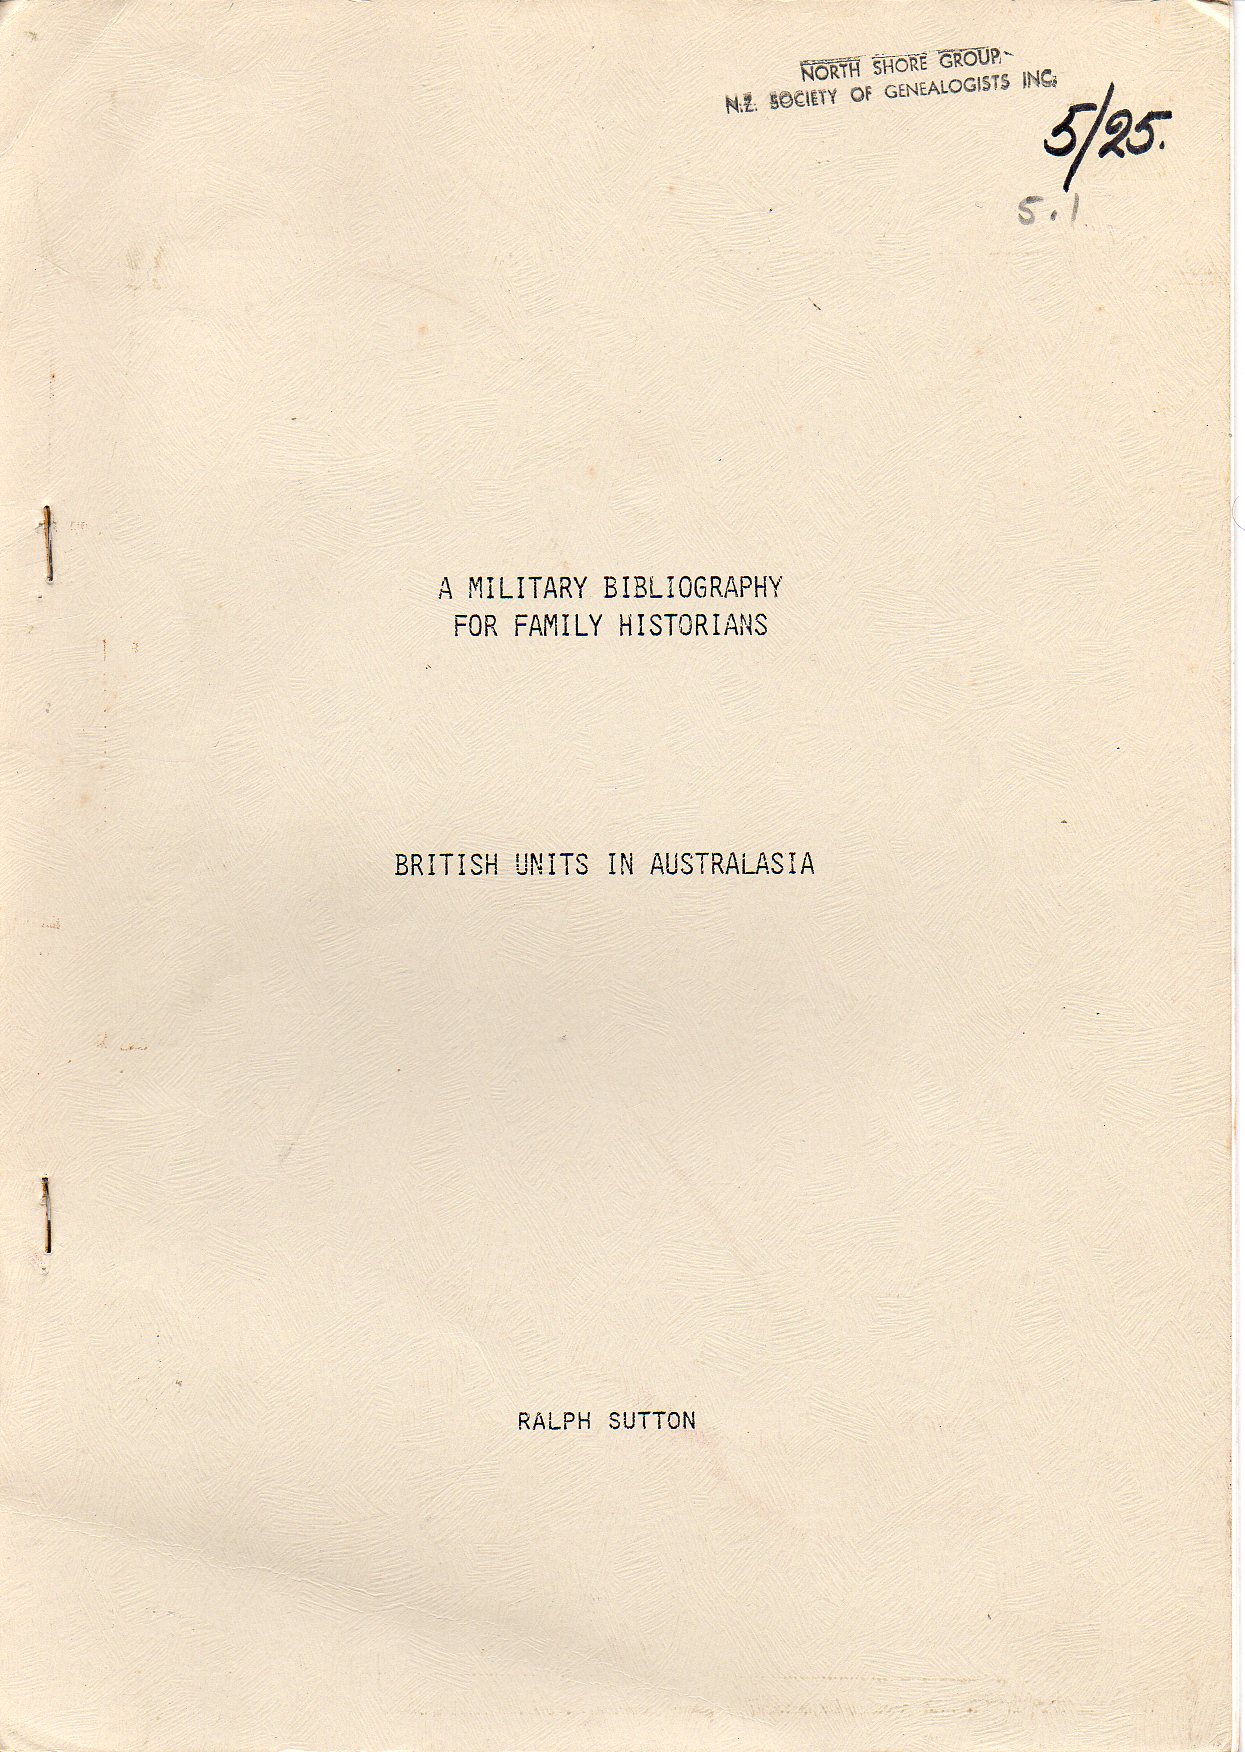 NORTH SHORE GROUP
N.Z. SOCIETY OF GENEALOGISTS INC.
5/25.
5.1
A MILITARY BIBLIOGRAPHY
FOR FAMILY HISTORIANS
BRITISH UNITS IN AUSTRALASIA
RALPH SUTTON